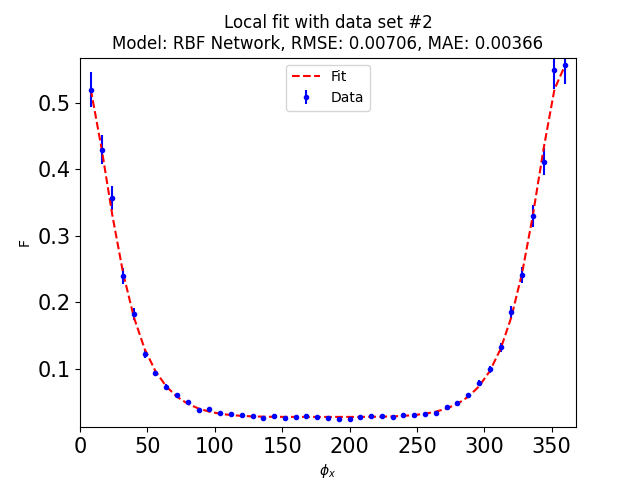 Local fit with data set #2
Model: RBF Network, RMSE: 0.00706, MAE: 0.00366
Fit
Data
F
0.5
0.4
0.3
0.2
0.1
0 50 100 150 200 250 300 350
ϕx